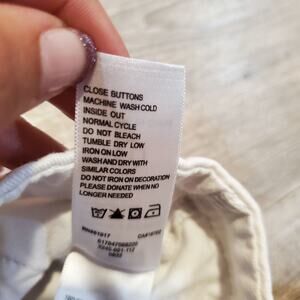 CLOSE BUTTONS
MACHINE WASH COLD
INSIDE OUT
NORMAL CYCLE
DO NOT BLEACH
TUMBLE DRY LOW
IRON ON LOW
WASH AND DRY WITH
SIMILAR COLORS
DO NOT IRON ON DECORATION
PLEASE DONATE WHEN NO
LONGER NEEDED